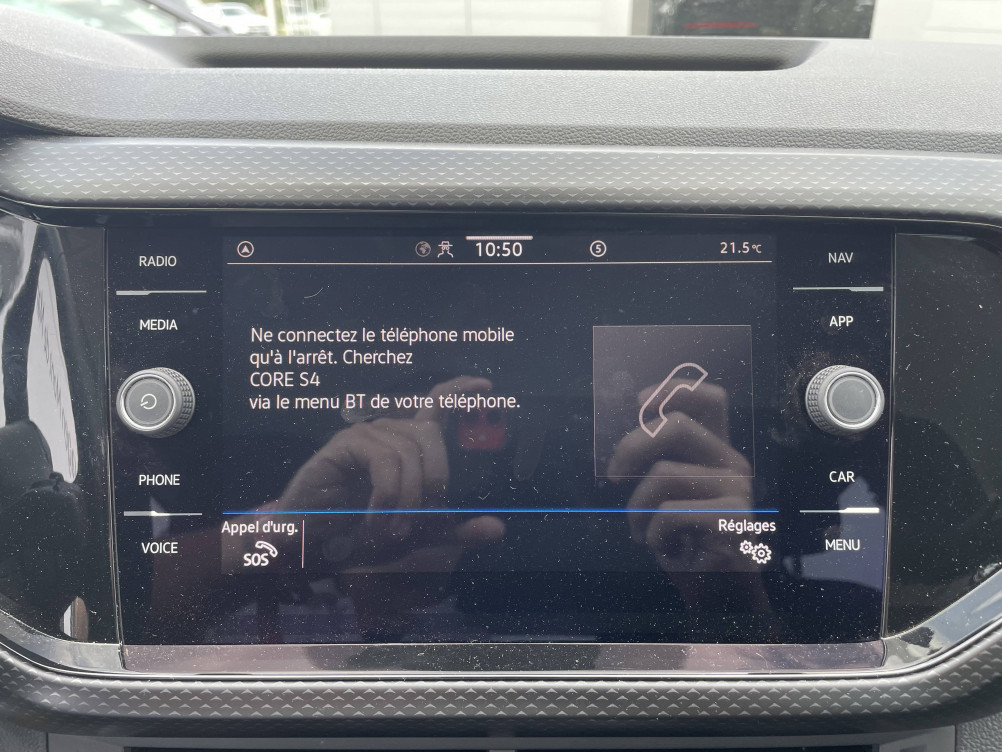 RADIO
MEDIA
PHONE
VOICE
10:50
5
21.5°C
Ne connectez le téléphone mobile
qu'à l'arrêt. Cherchez
CORE S4
via le menu BT de votre téléphone.
Appel d'urg.
SOS
Réglages
NAV
APP
CAR
MENU